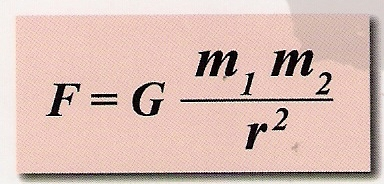 F = G m₁ m₂ / r²